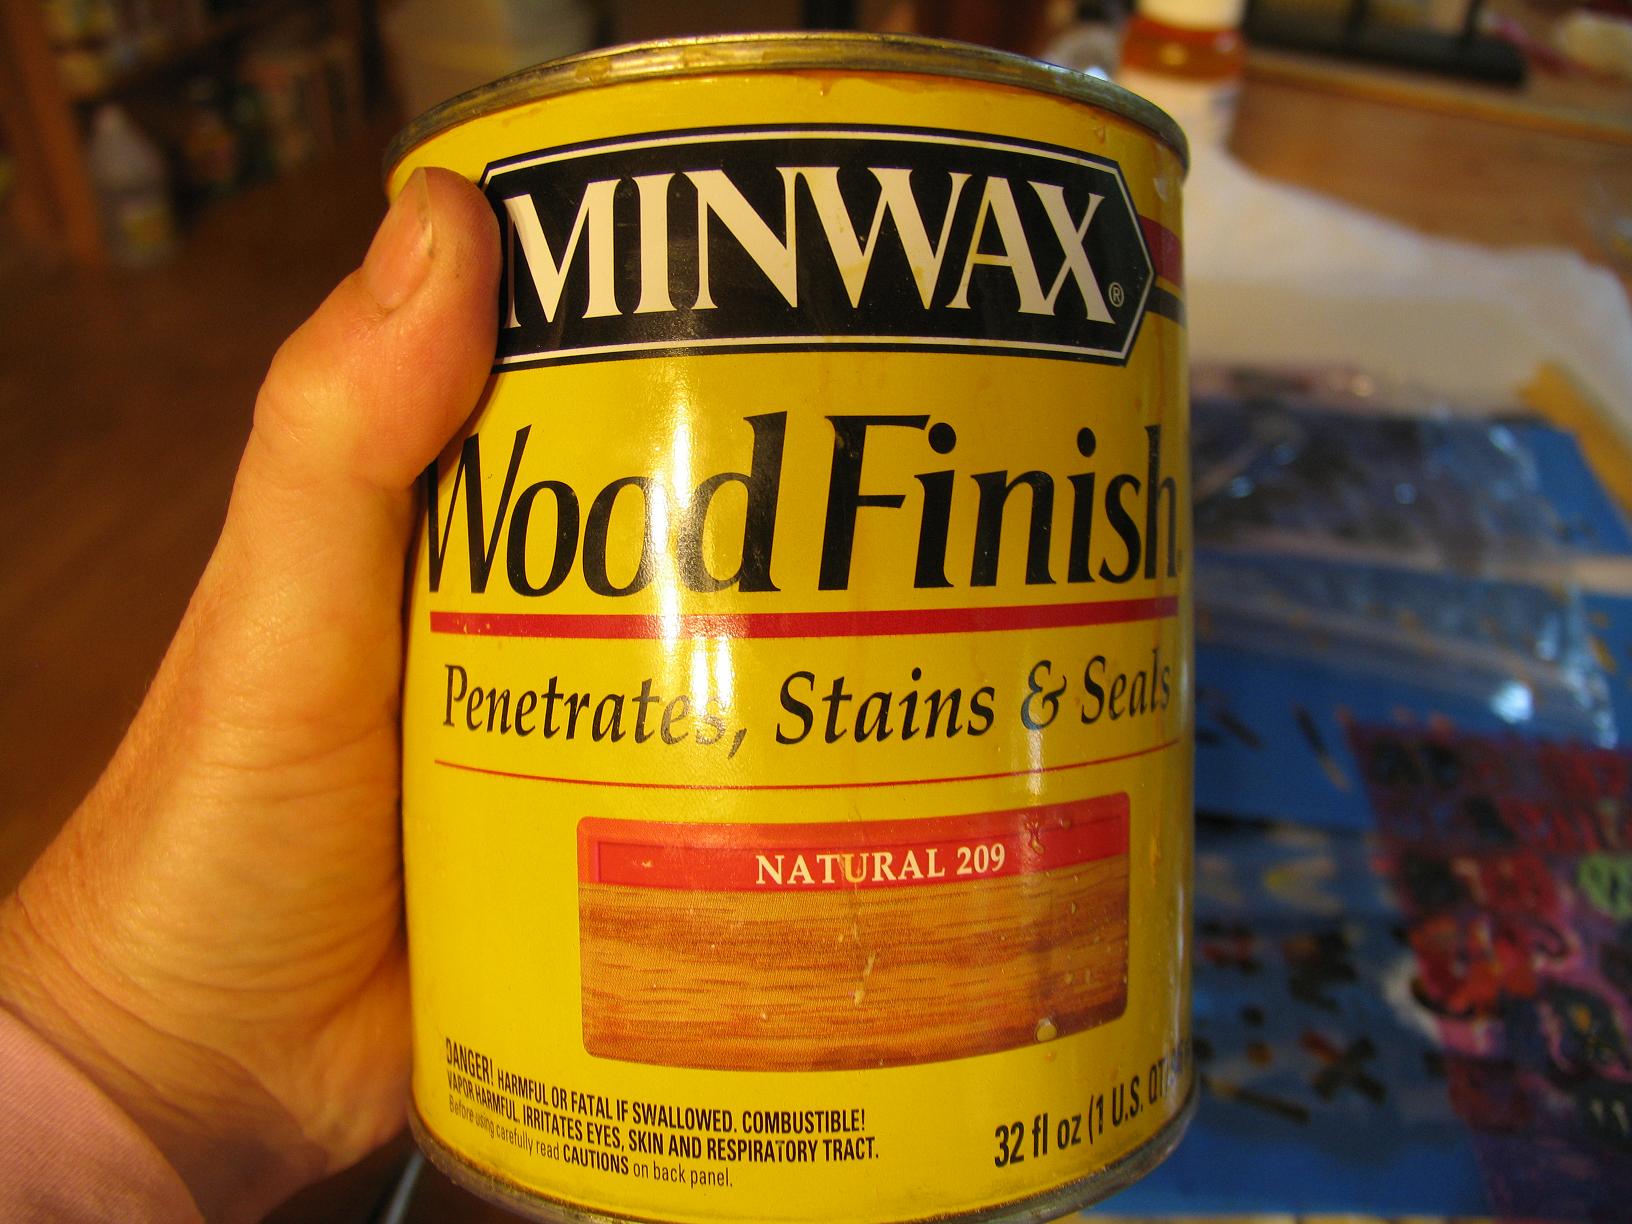 MINWAX®
Wood Finish
Penetrates, Stains & Seals
NATURAL 209
DANGER! HARMFUL OR FATAL IF SWALLOWED. COMBUSTIBLE!
VAPOR HARMFUL. IRRITATES EYES, SKIN AND RESPIRATORY TRACT.
Before using carefully read CAUTIONS on back panel.
32 fl oz (1 U.S. QT.